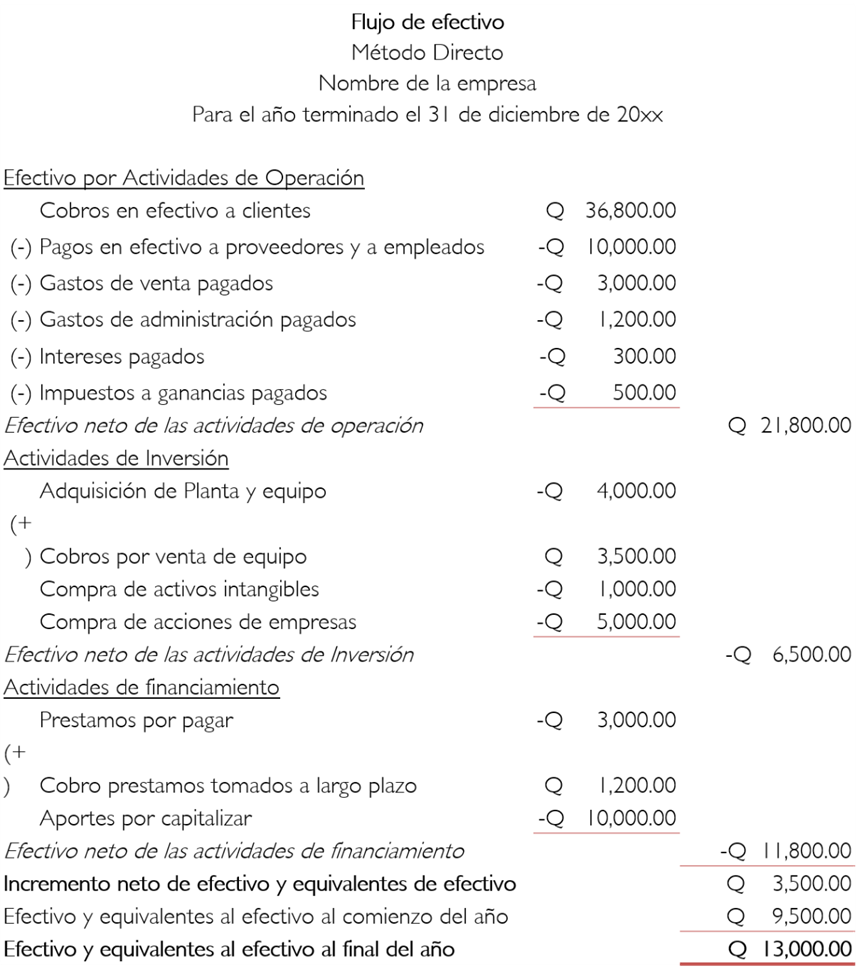 Flujo de efectivo
Método Directo
Nombre de la empresa
Para el año terminado el 31 de diciembre de 20xx
Efectivo por Actividades de Operación
Cobros en efectivo a clientes Q 36,800.00
(-) Pagos en efectivo a proveedores y a empleados -Q 10,000.00
(-) Gastos de venta pagados -Q 3,000.00
(-) Gastos de administración pagados -Q 1,200.00
(-) Intereses pagados -Q 300.00
(-) Impuestos a ganancias pagados -Q 500.00
Efectivo neto de las actividades de operación Q 21,800.00
Actividades de Inversión
Adquisición de Planta y equipo -Q 4,000.00
(+
) Cobros por venta de equipo Q 3,500.00
Compra de activos intangibles -Q 1,000.00
Compra de acciones de empresas -Q 5,000.00
Efectivo neto de las actividades de Inversión -Q 6,500.00
Actividades de financiamiento
Prestamos por pagar -Q 3,000.00
(+
) Cobro prestamos tomados a largo plazo Q 1,200.00
Aportes por capitalizar -Q 10,000.00
Efectivo neto de las actividades de financiamiento -Q 11,800.00
Incremento neto de efectivo y equivalentes de efectivo Q 3,500.00
Efectivo y equivalentes al efectivo al comienzo del año Q 9,500.00
Efectivo y equivalentes al efectivo al final del año Q 13,000.00